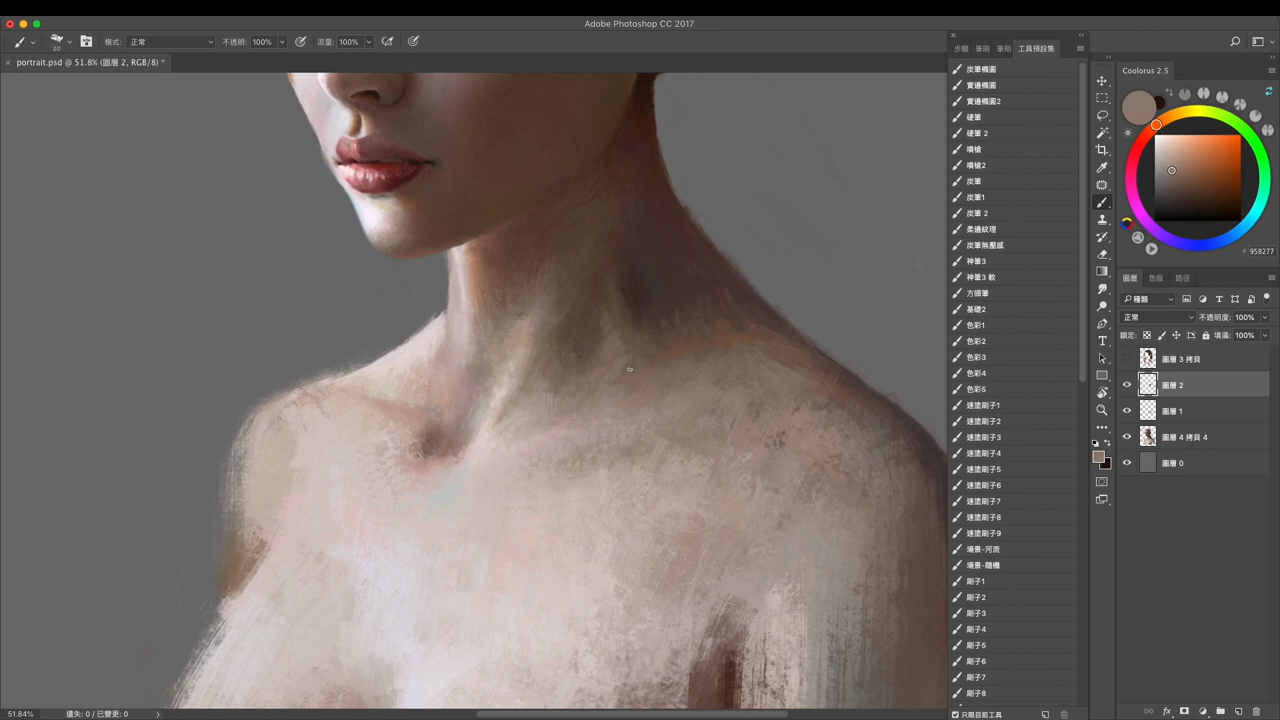 Adobe Photoshop CC 2017
20
模式: 正常
不透明: 100%
流量: 100%
× portrait.psd @ 51.8% (圖層 2, RGB/8) *
步驟 筆刷 筆刷 工具預設集
炭筆橢圓
實邊橢圓
實邊橢圓2
硬筆
硬筆 2
噴槍
噴槍2
炭筆
炭筆1
炭筆 2
柔邊紋理
炭筆無壓感
神筆3
神筆3 軟
方頭筆
基礎2
色彩1
色彩2
色彩3
色彩4
色彩5
速塗刷子1
速塗刷子2
速塗刷子3
速塗刷子4
速塗刷子5
速塗刷子6
速塗刷子7
速塗刷子8
速塗刷子9
場景-河流
場景-隨機
刷子1
刷子2
刷子3
刷子4
刷子5
刷子6
刷子7
刷子8
只限目前工具
Coolorus 2.5
# 958277
圖層 色版 路徑
種類
正常 不透明度: 100%
鎖定: 填滿: 100%
圖層 3 拷貝
圖層 2
圖層 1
圖層 4 拷貝 4
圖層 0
fx
51.84% 遺失: 0 / 已變更: 0